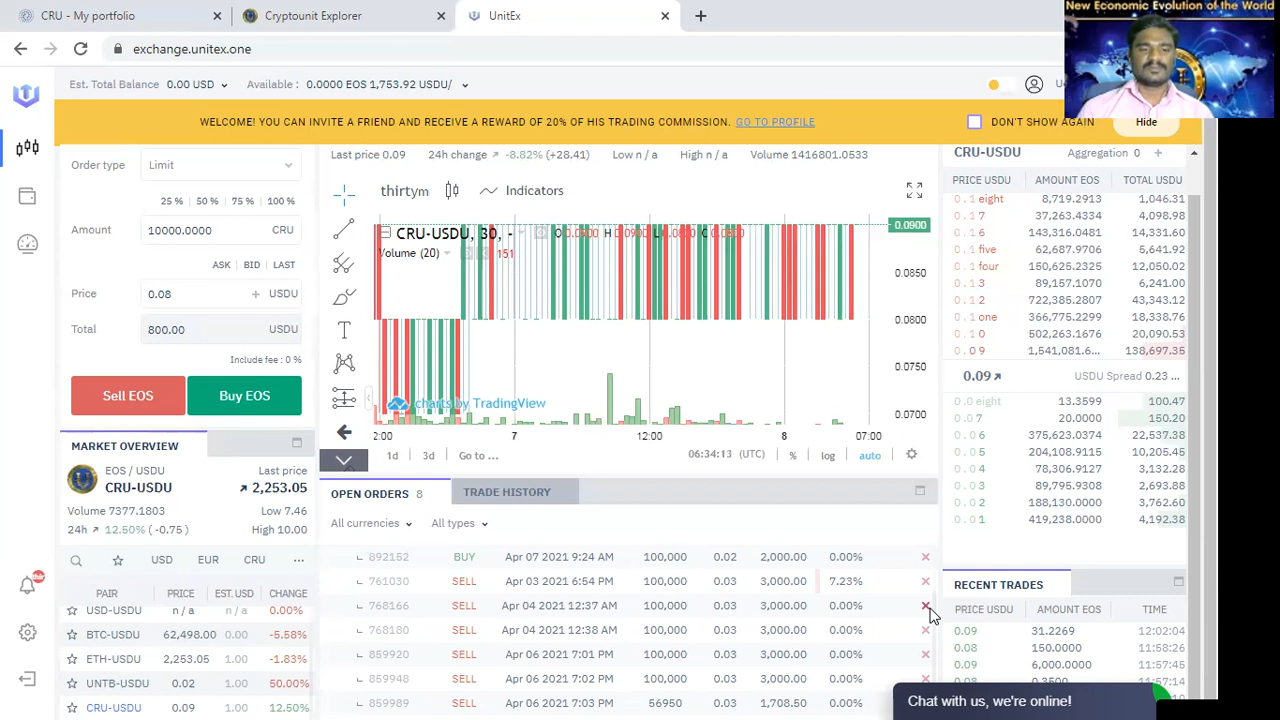 CRU - My portfolio
Cryptounit Explorer
UnitEx
exchange.unitex.one
New Economic Evolution of the World
Est. Total Balance 0.00 USD
Available : 0.0000 EOS 1,753.92 USDU/
WELCOME! YOU CAN INVITE A FRIEND AND RECEIVE A REWARD OF 20% OF HIS TRADING COMMISSION. GO TO PROFILE
DON'T SHOW AGAIN
Hide
Order type Limit
25 % 50 % 75 % 100 %
Amount 10000.0000 CRU
ASK BID LAST
Price 0.08 + USDU
Total 800.00 USDU
Include fee : 0 %
Sell EOS Buy EOS
MARKET OVERVIEW
EOS / USDU Last price
CRU-USDU 2,253.05
Volume 7377.1803 Low 7.46
24h 12.50% (-0.75) High 10.00
USD EUR CRU ...
PAIR PRICE EST.USD CHANGE
USD-USDU n / a n / a 0.00%
BTC-USDU 62,498.00 0.00 -5.58%
ETH-USDU 2,253.05 1.00 -1.83%
UNTB-USDU 0.02 1.00 50.00%
CRU-USDU 0.09 1.00 12.50%
Last price 0.09 24h change -8.82% (+28.41) Low n / a High n / a Volume 1416801.0533
thirtym Indicators
CRU-USDU, 30, -
Volume (20) 151
0.0900
0.0850
0.0800
0.0750
0.0700
charts by TradingView
2:00 7 12:00 8 07:00
1d 3d Go to ... 06:34:13 (UTC) % log auto
OPEN ORDERS 8 TRADE HISTORY
All currencies All types
892152 BUY Apr 07 2021 9:24 AM 100,000 0.02 2,000.00 0.00%
761030 SELL Apr 03 2021 6:54 PM 100,000 0.03 3,000.00 7.23%
768166 SELL Apr 04 2021 12:37 AM 100,000 0.03 3,000.00 0.00%
768180 SELL Apr 04 2021 12:38 AM 100,000 0.03 3,000.00 0.00%
859920 SELL Apr 06 2021 7:01 PM 100,000 0.03 3,000.00 0.00%
859948 SELL Apr 06 2021 7:02 PM 100,000 0.03 3,000.00 0.00%
859989 SELL Apr 06 2021 7:03 PM 56950 0.03 1,708.50 0.00%
CRU-USDU Aggregation 0 +
PRICE USDU AMOUNT EOS TOTAL USDU
0.1 eight 8,719.2913 1,046.31
0.1 7 37,263.4334 4,098.98
0.1 6 143,316.0481 14,331.60
0.1 five 62,687.9706 5,641.92
0.1 four 150,625.2325 12,050.02
0.1 3 89,157.1070 6,241.00
0.1 2 722,385.2807 43,343.12
0.1 one 366,775.2299 18,338.76
0.1 0 502,263.1676 20,090.53
0.0 9 1,541,081.6... 138,697.35
0.09 USDU Spread 0.23 ...
0.0 eight 13.3599 100.47
0.0 7 20.0000 150.20
0.0 6 375,623.0374 22,537.38
0.0 5 204,108.9115 10,205.45
0.0 4 78,306.9127 3,132.28
0.0 3 89,795.9308 2,693.88
0.0 2 188,130.0000 3,762.60
0.0 1 419,238.0000 4,192.38
RECENT TRADES
PRICE USDU AMOUNT EOS TIME
0.09 31.2269 12:02:04
0.08 150.0000 11:58:26
0.09 6,000.0000 11:57:45
Chat with us, we're online!